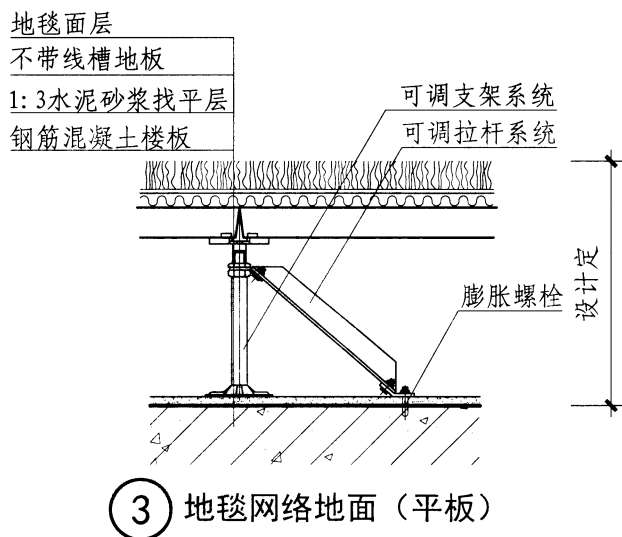 地毯面层
不带线槽地板
1:3水泥砂浆找平层
钢筋混凝土楼板
可调支架系统
可调拉杆系统
膨胀螺栓
设计定
3 地毯网络地面（平板）